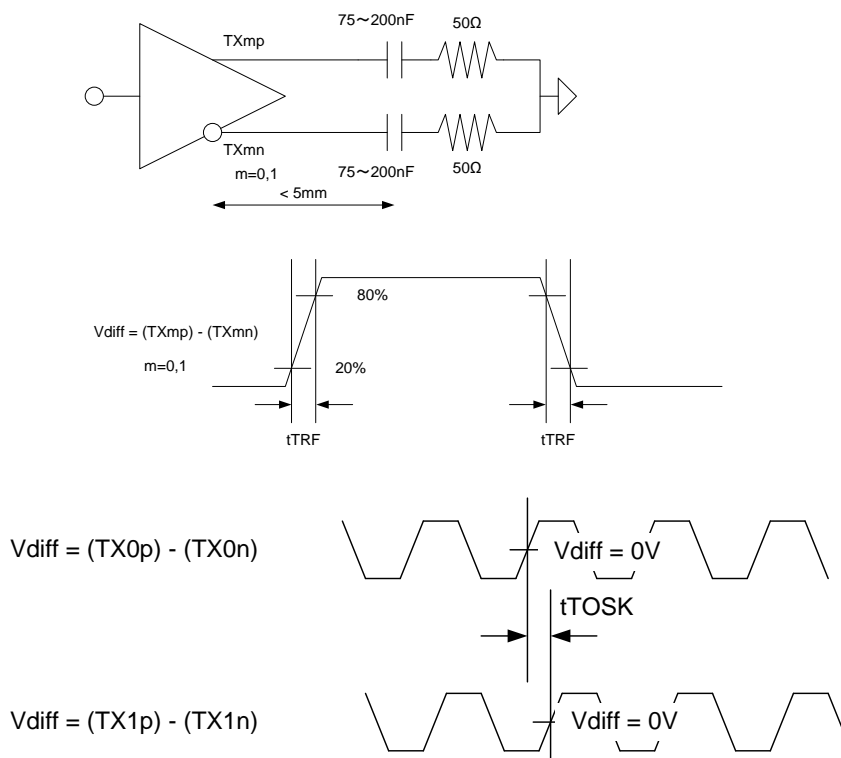 75～200nF 50Ω
TXmp
TXmn
m=0,1
75～200nF 50Ω
< 5mm
80%
Vdiff = (TXmp) - (TXmn)
m=0,1
20%
tTRF tTRF
Vdiff = (TX0p) - (TX0n) Vdiff = 0V
tTOSK
Vdiff = (TX1p) - (TX1n) Vdiff = 0V